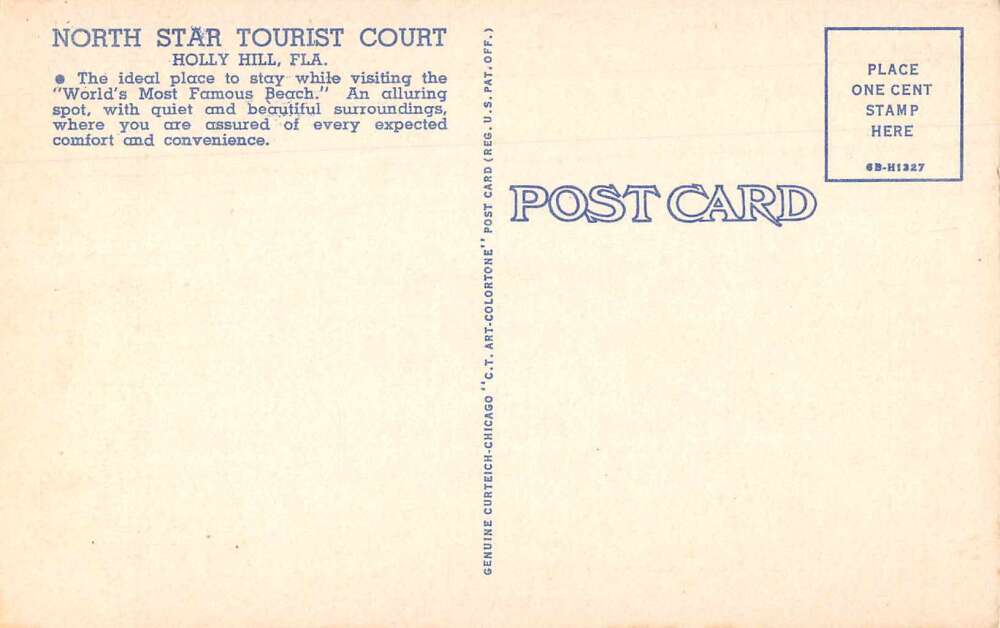 NORTH STAR TOURIST COURT
HOLLY HILL, FLA.
● The ideal place to stay while visiting the
"World's Most Famous Beach." An alluring
spot, with quiet and beautiful surroundings,
where you are assured of every expected
comfort and convenience.
GENUINE CURTEICH-CHICAGO "C.T. ART-COLORTONE" POST CARD (REG. U.S. PAT. OFF.)
POST CARD
PLACE
ONE CENT
STAMP
HERE
6B-H1327